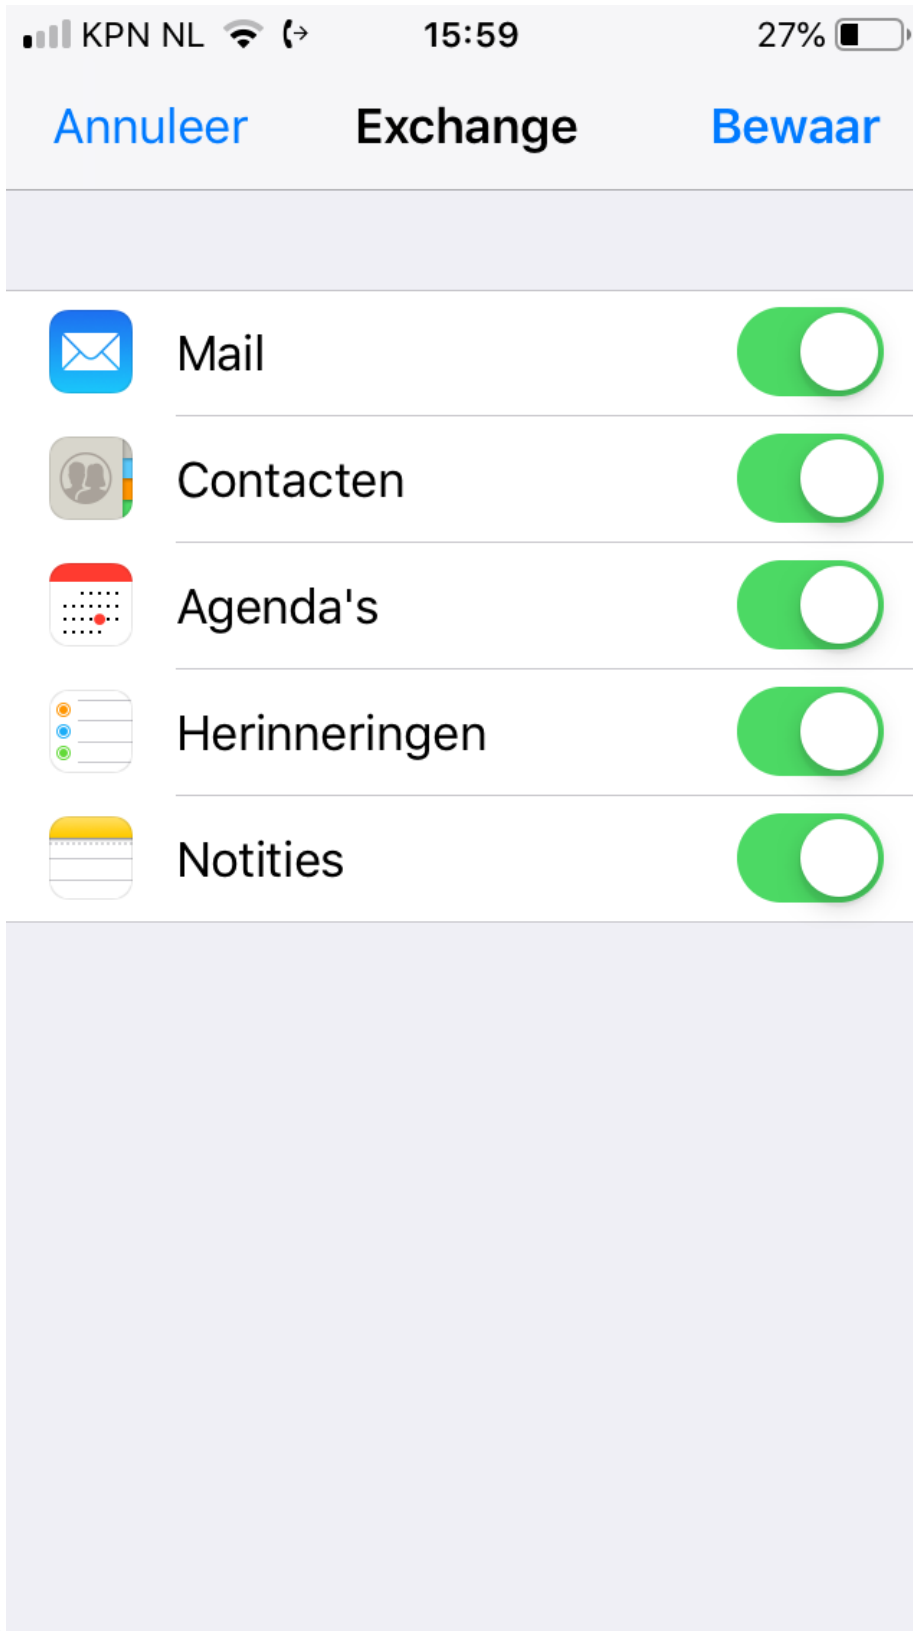 KPN NL 15:59 27%
Annuleer Exchange Bewaar
Mail
Contacten
Agenda's
Herinneringen
Notities